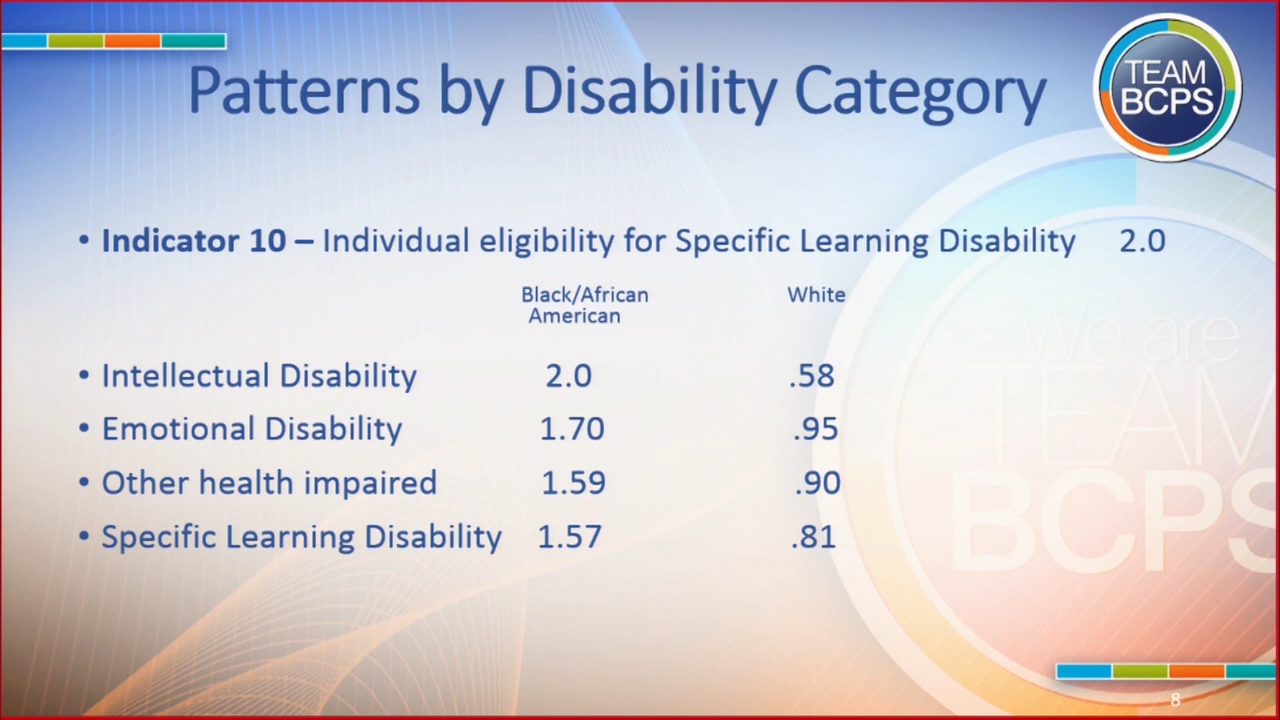 Patterns by Disability Category
TEAM
BCPS
• Indicator 10 – Individual eligibility for Specific Learning Disability 2.0
Black/African American White
• Intellectual Disability 2.0 .58
• Emotional Disability 1.70 .95
• Other health impaired 1.59 .90
• Specific Learning Disability 1.57 .81
We are
TEAM
BCPS
8